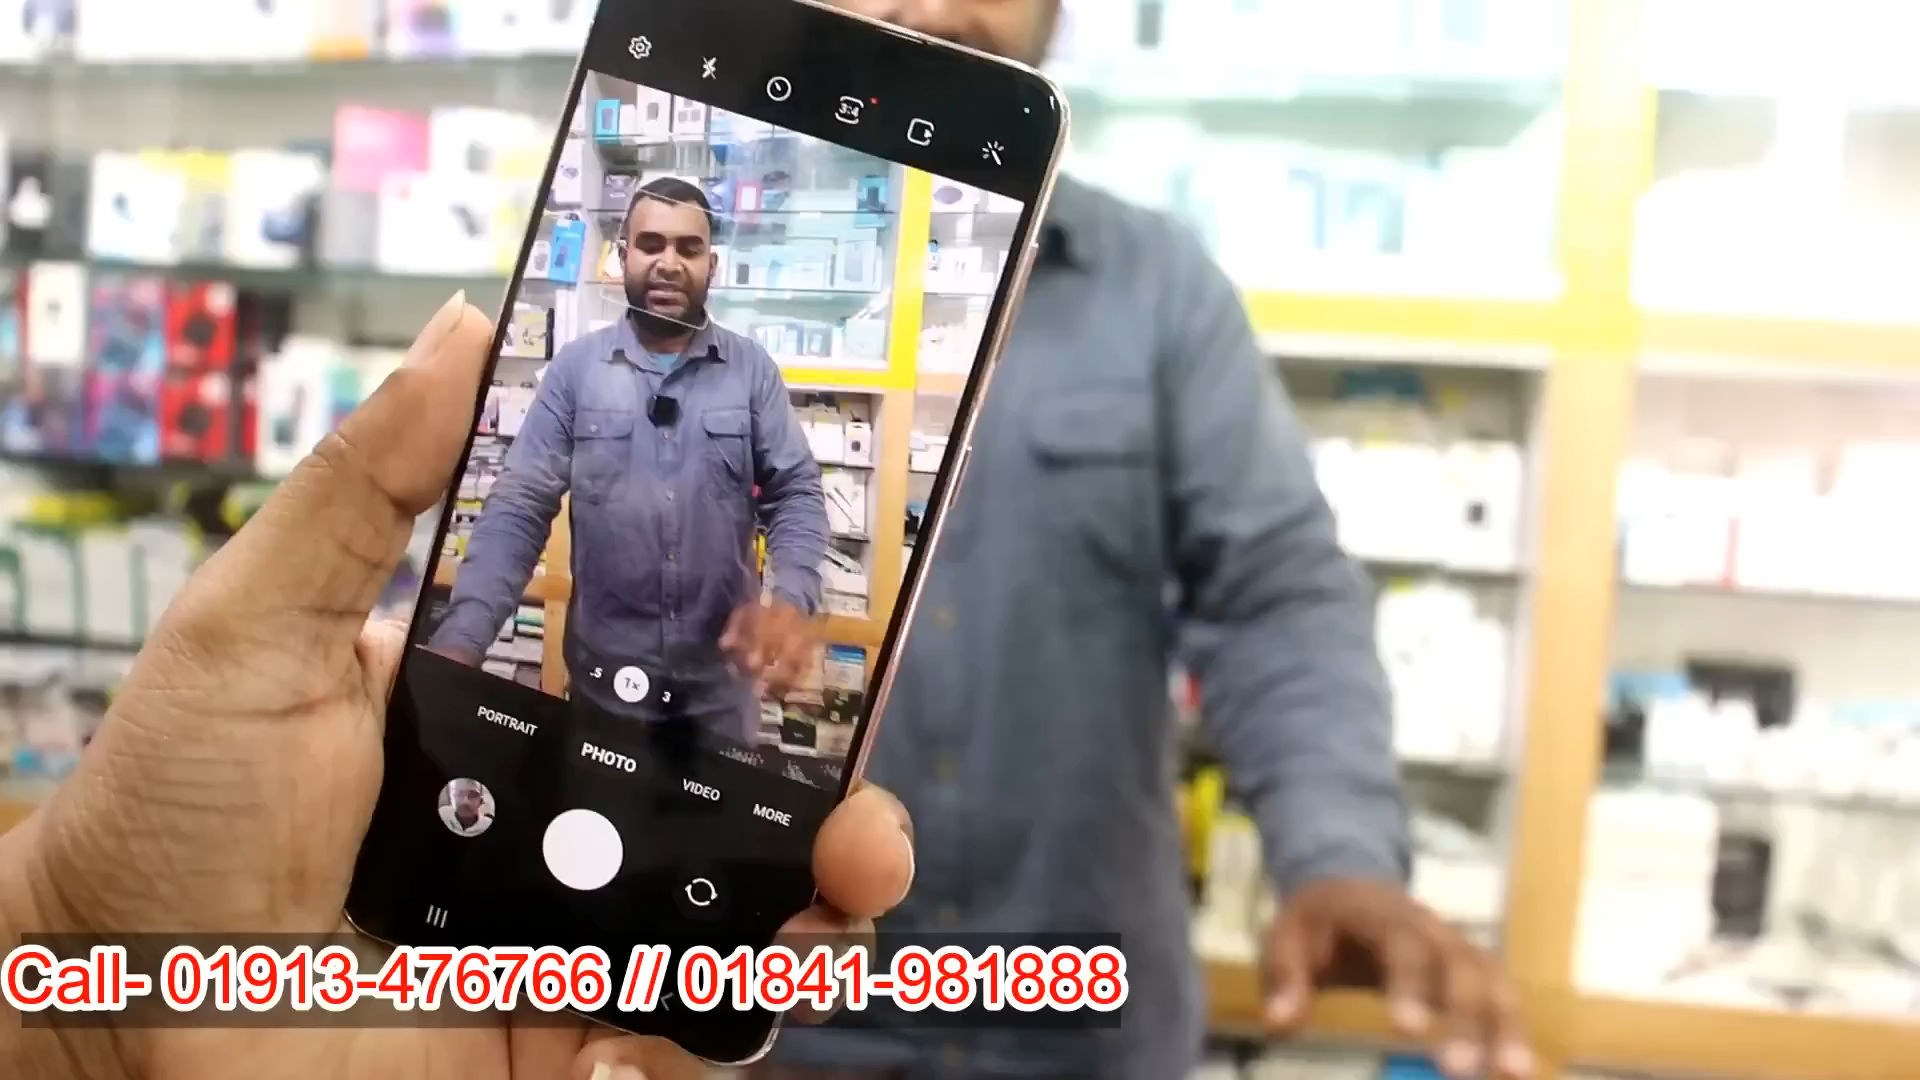 3:4
.5 1x 3
PORTRAIT PHOTO VIDEO MORE
Call- 01913-476766 // 01841-981888